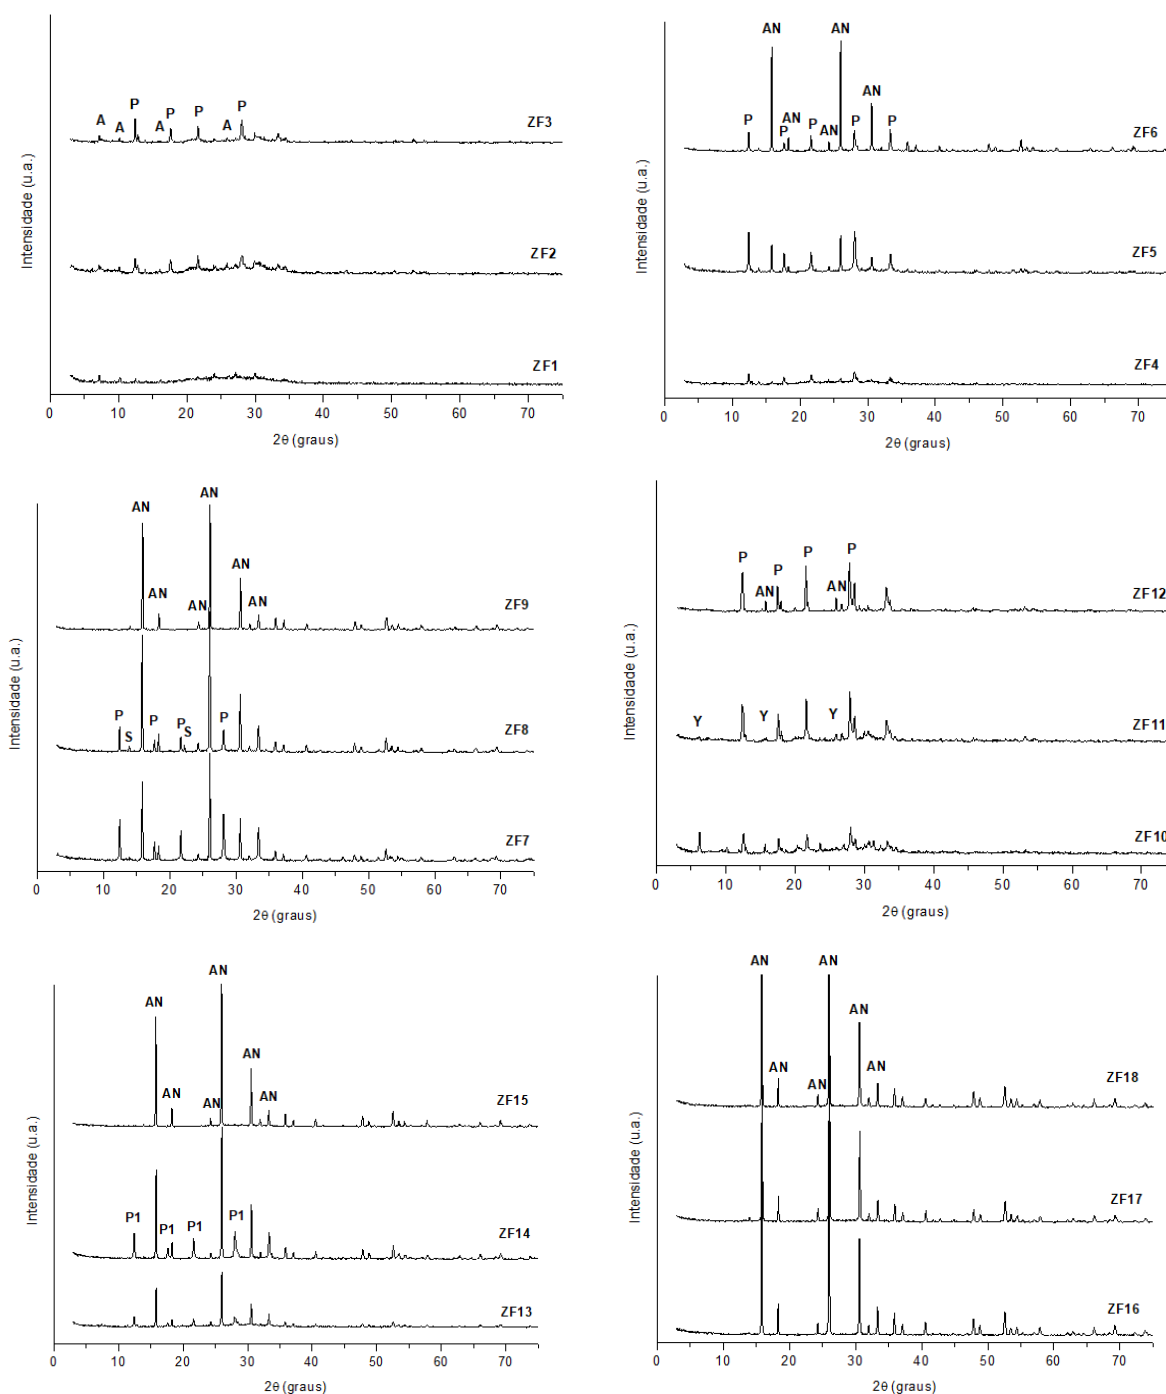 A A P A P P A P ZF3
ZF2
ZF1
0 10 20 30 40 50 60 70
2θ (graus)
Intensidade (u.a.)
AN AN
AN
P P AN P AN P P ZF6
ZF5
ZF4
0 10 20 30 40 50 60 70
2θ (graus)
Intensidade (u.a.)
AN AN
AN
AN AN AN ZF9
P S P P S P ZF8
ZF7
0 10 20 30 40 50 60 70
2θ (graus)
Intensidade (u.a.)
P P P P
AN AN ZF12
Y Y Y ZF11
ZF10
0 10 20 30 40 50 60 70
2θ (graus)
Intensidade (u.a.)
AN AN
AN
AN AN AN ZF15
P1 P1 P1 P1 ZF14
ZF13
0 10 20 30 40 50 60 70
2θ (graus)
Intensidade (u.a.)
AN AN
AN
AN AN AN ZF18
ZF17
ZF16
0 10 20 30 40 50 60 70
2θ (graus)
Intensidade (u.a.)